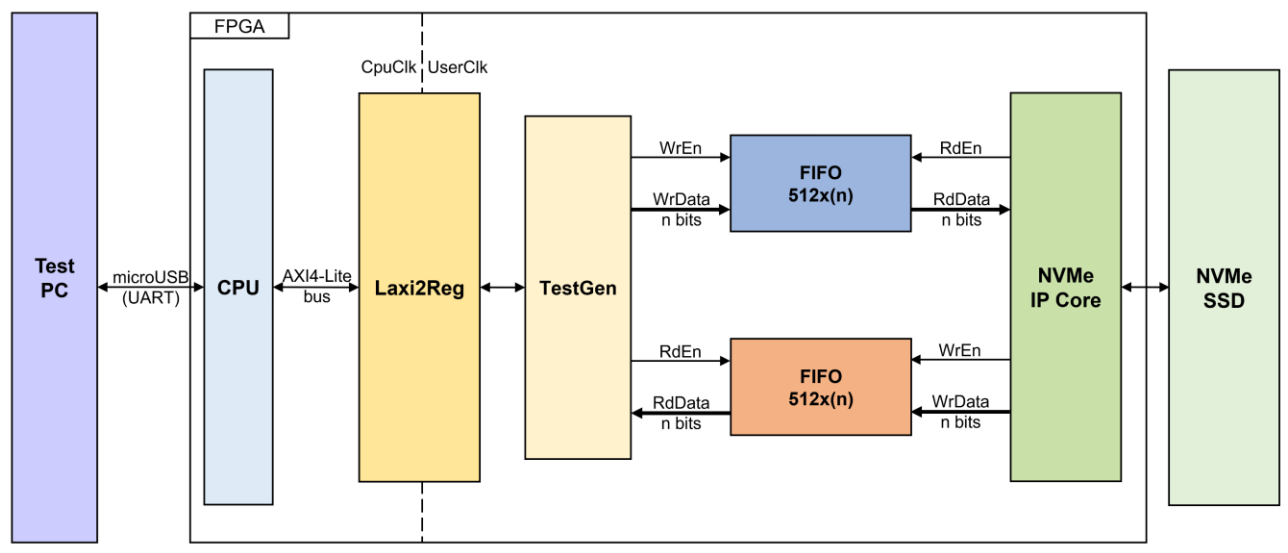 FPGA
CpuClk
UserClk
Test
PC
microUSB
(UART)
CPU
AXI4-Lite
bus
Laxi2Reg
TestGen
WrEn
WrData
n bits
FIFO
512x(n)
RdEn
RdData
n bits
RdEn
RdData
n bits
FIFO
512x(n)
WrEn
WrData
n bits
NVMe
IP Core
NVMe
SSD